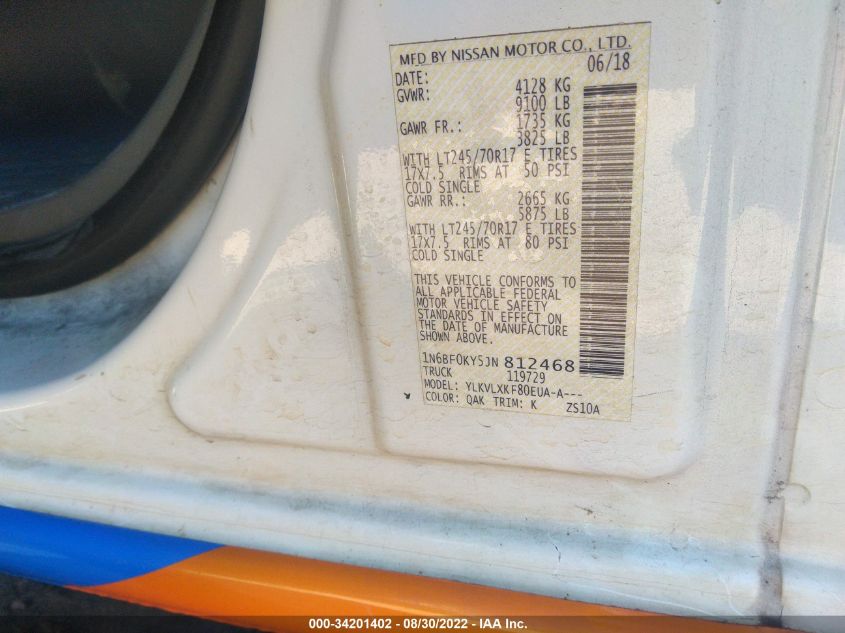 MFD BY NISSAN MOTOR CO., LTD.
DATE: 06/18
GVWR: 4128 KG
9100 LB
GAWR FR.: 1735 KG
3825 LB
WITH LT245/70R17 E TIRES
17X7.5 RIMS AT 50 PSI
COLD SINGLE
GAWR RR.: 2665 KG
5875 LB
WITH LT245/70R17 E TIRES
17X7.5 RIMS AT 80 PSI
COLD SINGLE
THIS VEHICLE CONFORMS TO
ALL APPLICABLE FEDERAL
MOTOR VEHICLE SAFETY
STANDARDS IN EFFECT ON
THE DATE OF MANUFACTURE
SHOWN ABOVE.
1N6BF0KY5JN812468
TRUCK 119729
MODEL: YLKVLXKF80EUA-A---
COLOR: QAK TRIM: K ZS10A
000-34201402 - 08/30/2022 - IAA Inc.